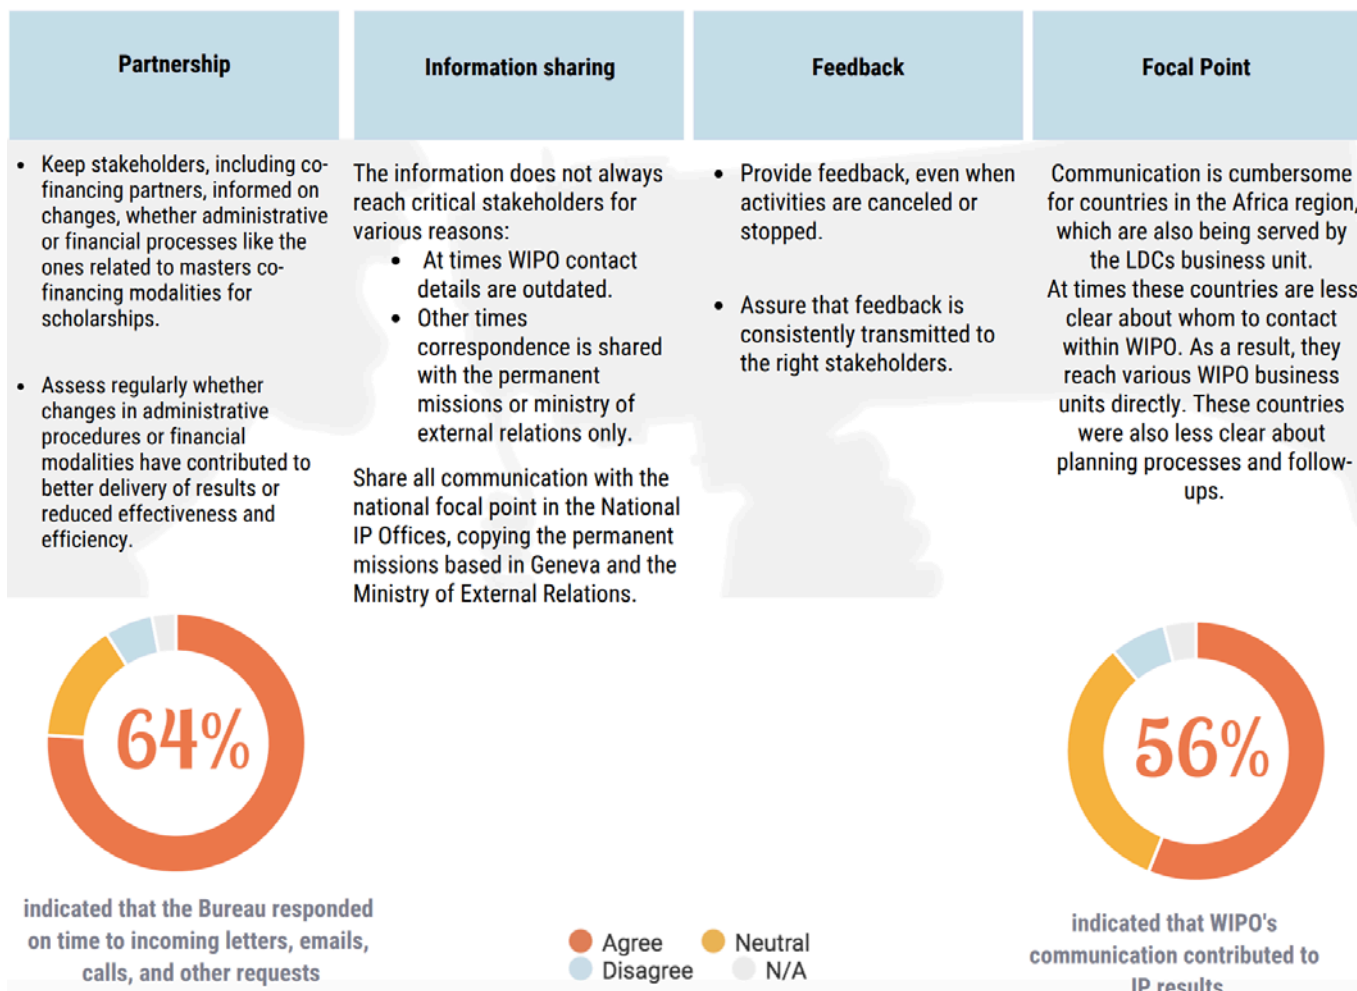 Partnership
• Keep stakeholders, including co-
financing partners, informed on
changes, whether administrative
or financial processes like the
ones related to masters co-
financing modalities for
scholarships.
• Assess regularly whether
changes in administrative
procedures or financial
modalities have contributed to
better delivery of results or
reduced effectiveness and
efficiency.
64%
indicated that the Bureau responded
on time to incoming letters, emails,
calls, and other requests
Information sharing
The information does not always
reach critical stakeholders for
various reasons:
• At times WIPO contact
details are outdated.
• Other times
correspondence is shared
with the permanent
missions or ministry of
external relations only.
Share all communication with the
national focal point in the National
IP Offices, copying the permanent
missions based in Geneva and the
Ministry of External Relations.
Feedback
• Provide feedback, even when
activities are canceled or
stopped.
• Assure that feedback is
consistently transmitted to
the right stakeholders.
Focal Point
Communication is cumbersome
for countries in the Africa region,
which are also being served by
the LDCs business unit.
At times these countries are less
clear about whom to contact
within WIPO. As a result, they
reach various WIPO business
units directly. These countries
were also less clear about
planning processes and follow-
ups.
56%
indicated that WIPO's
communication contributed to
IP results
Agree Neutral
Disagree N/A